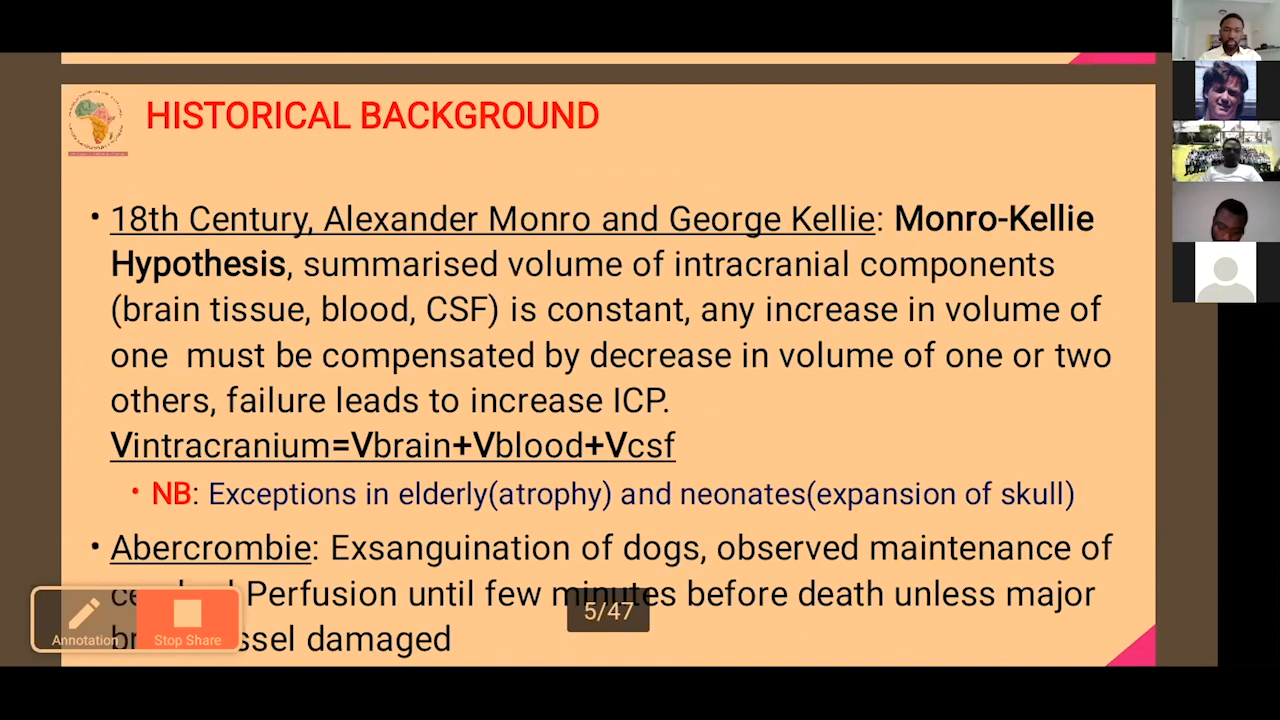 HISTORICAL BACKGROUND
• 18th Century, Alexander Monro and George Kellie: Monro-Kellie
Hypothesis, summarised volume of intracranial components
(brain tissue, blood, CSF) is constant, any increase in volume of
one must be compensated by decrease in volume of one or two
others, failure leads to increase ICP.
Vintracranium=Vbrain+Vblood+Vcsf
• NB: Exceptions in elderly(atrophy) and neonates(expansion of skull)
• Abercrombie: Exsanguination of dogs, observed maintenance of
Perfusion until few minutes before death unless major
damaged
5/47
Annotation
Stop Share